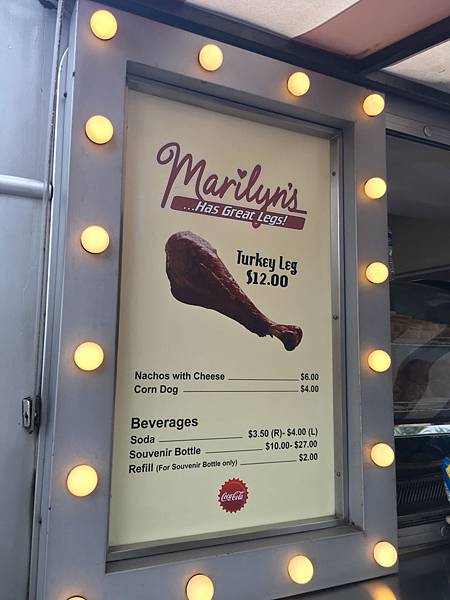 Marilyn's
...Has Great Legs!
Turkey Leg
$12.00
Nachos with Cheese $6.00
Corn Dog $4.00
Beverages
Soda $3.50 (R)- $4.00 (L)
Souvenir Bottle $10.00- $27.00
Refill (For Souvenir Bottle only) $2.00
Coca-Cola